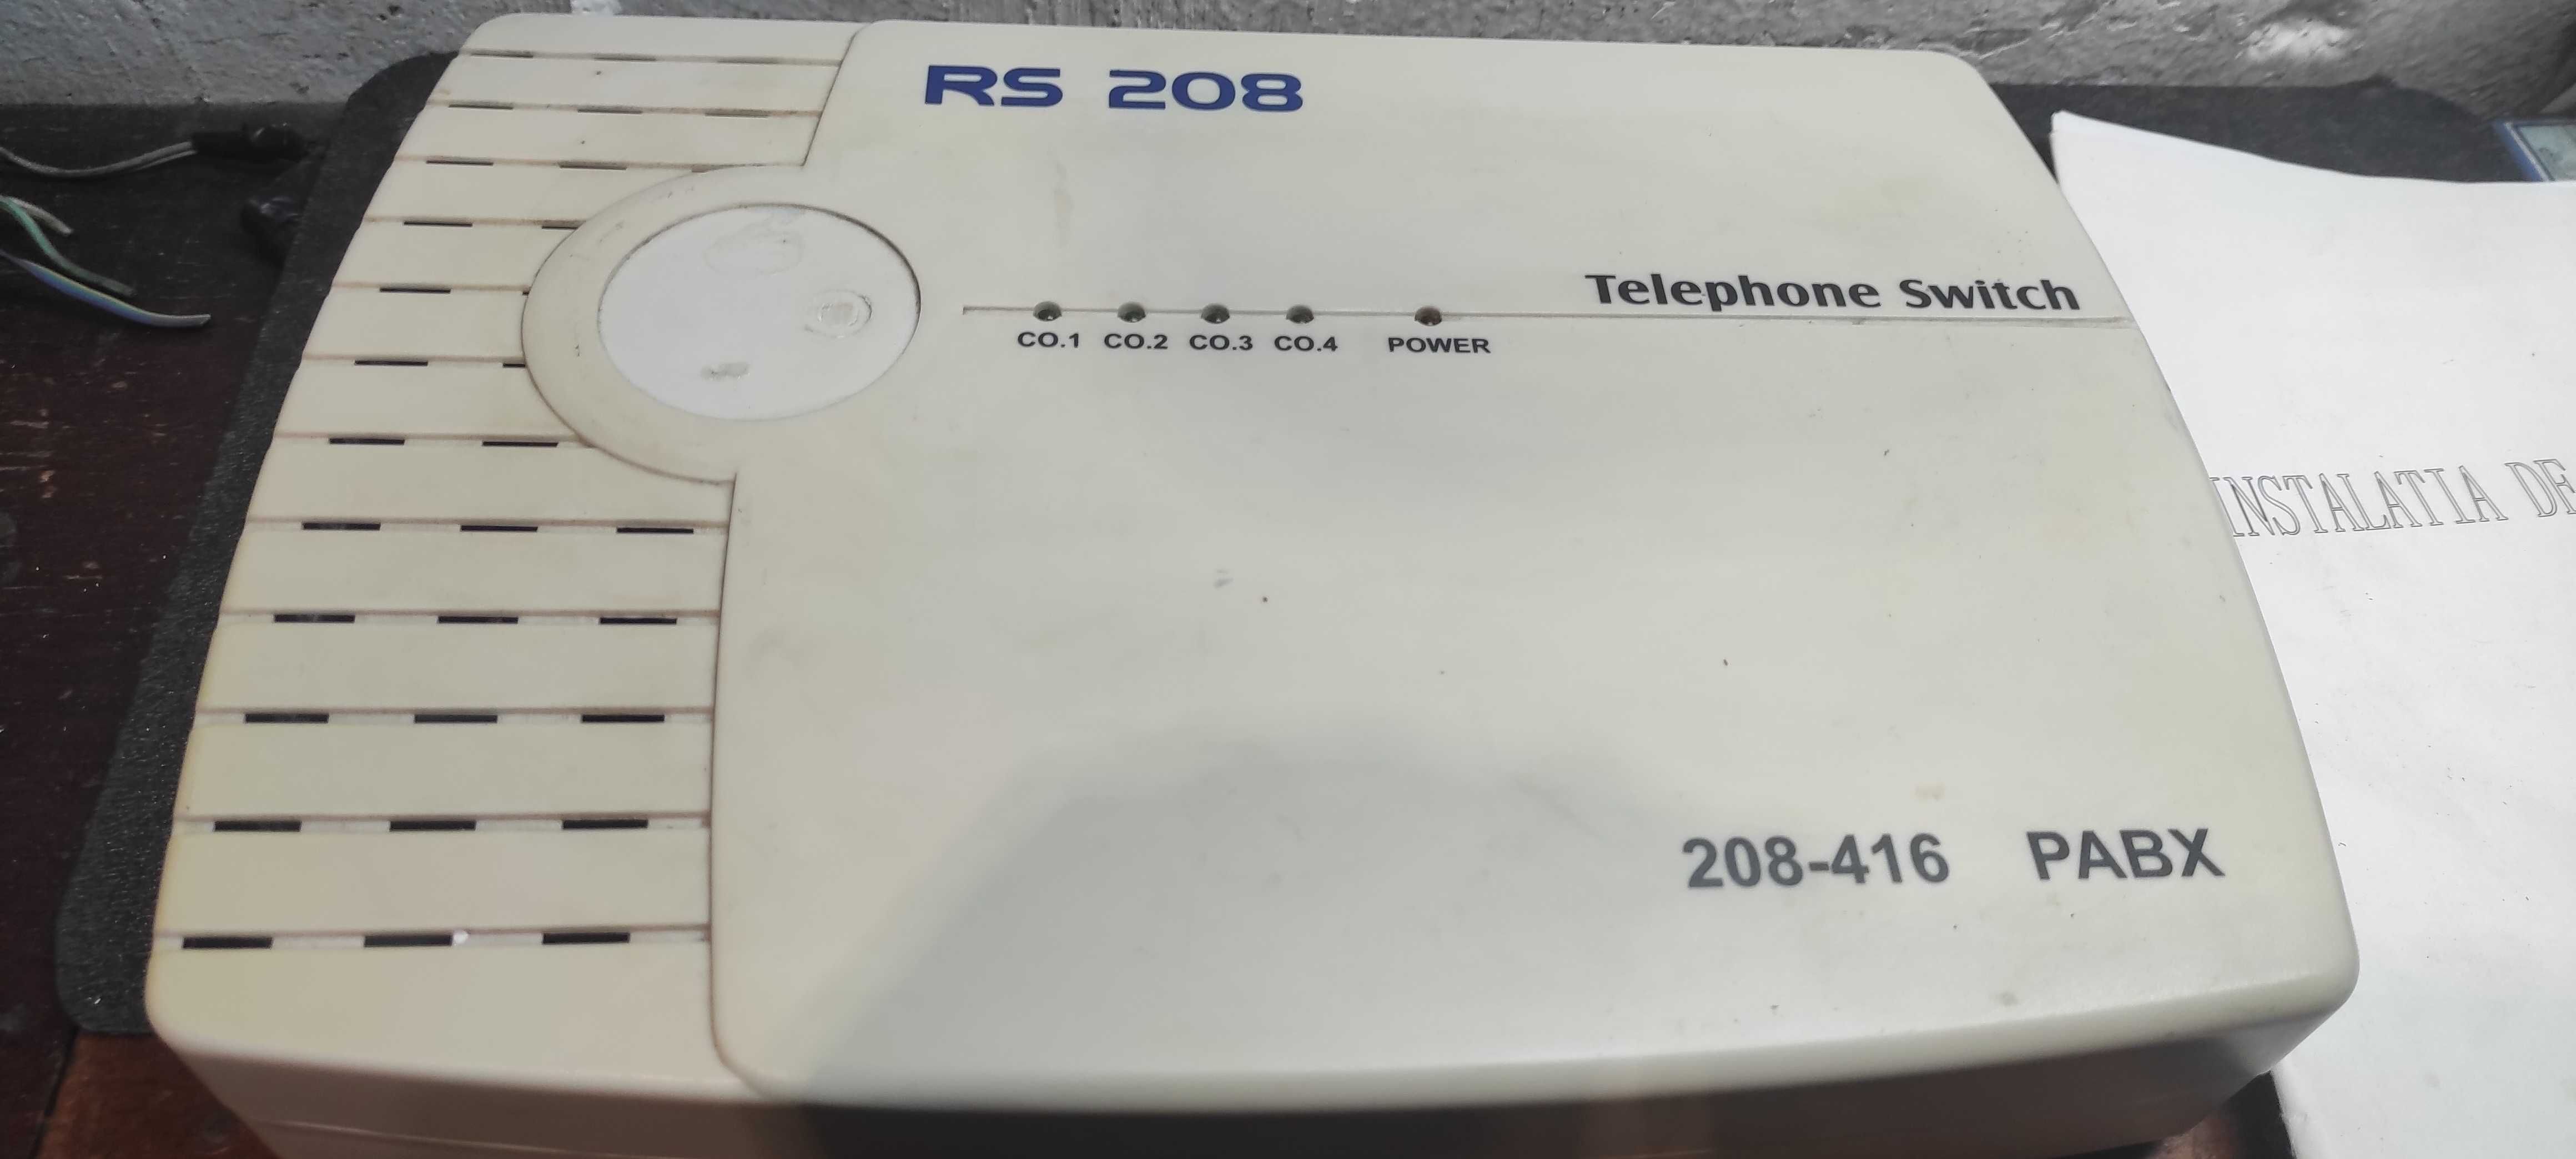 RS 208
Telephone Switch
CO.1 CO.2 CO.3 CO.4 POWER
INSTALATIA DE
208-416 PABX